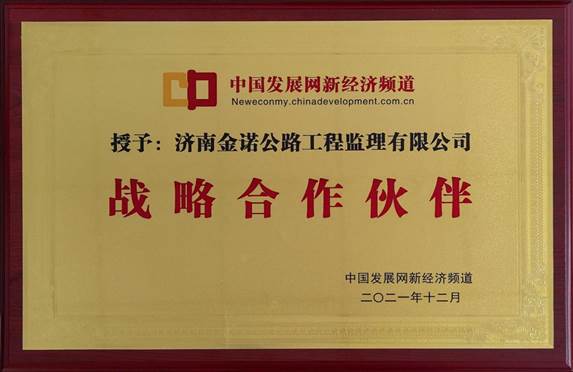 中国发展网新经济频道
Neweconmy.chinadevelopment.com.cn
授予：济南金诺公路工程监理有限公司
战略合作伙伴
中国发展网新经济频道
二〇二一年十二月